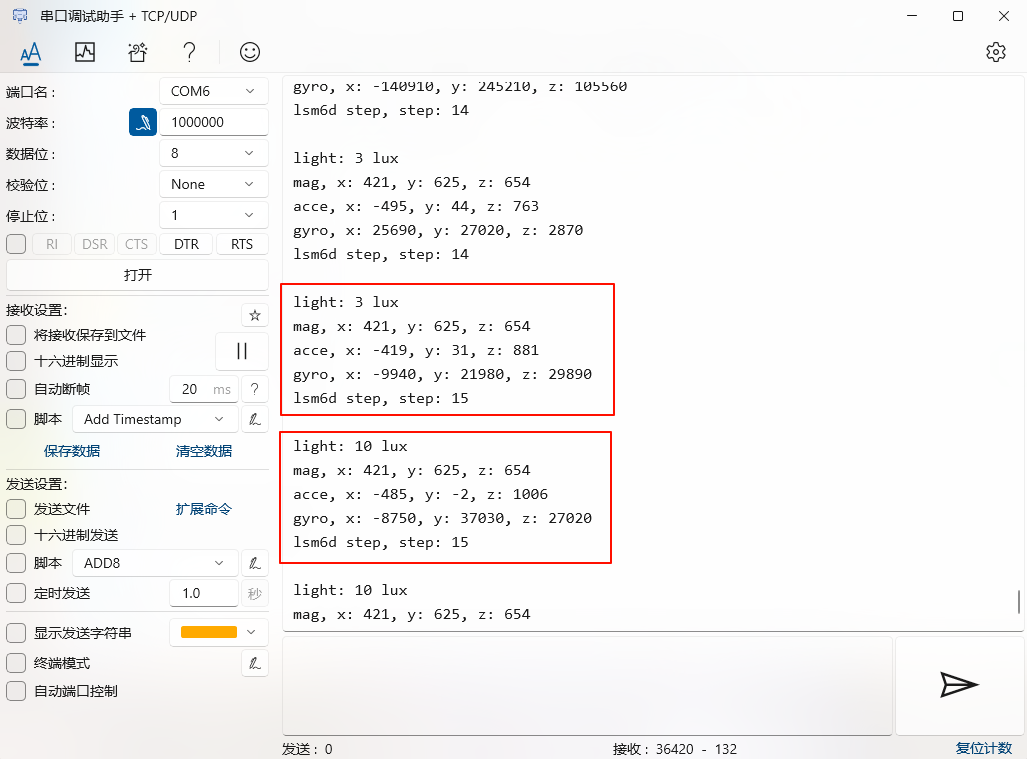 串口调试助手 + TCP/UDP
端口名：
COM6
波特率：
1000000
数据位：
8
校验位：
None
停止位：
1
RI
DSR
CTS
DTR
RTS
打开
接收设置：
将接收保存到文件
十六进制显示
自动断帧
20 ms
?
脚本
Add Timestamp
保存数据
清空数据
发送设置：
发送文件
扩展命令
十六进制发送
脚本
ADD8
定时发送
1.0
秒
显示发送字符串
终端模式
自动端口控制
gyro, x: -140910, y: 245210, z: 105560
lsm6d step, step: 14
light: 3 lux
mag, x: 421, y: 625, z: 654
acce, x: -495, y: 44, z: 763
gyro, x: 25690, y: 27020, z: 2870
lsm6d step, step: 14
light: 3 lux
mag, x: 421, y: 625, z: 654
acce, x: -419, y: 31, z: 881
gyro, x: -9940, y: 21980, z: 29890
lsm6d step, step: 15
light: 10 lux
mag, x: 421, y: 625, z: 654
acce, x: -485, y: -2, z: 1006
gyro, x: -8750, y: 37030, z: 27020
lsm6d step, step: 15
light: 10 lux
mag, x: 421, y: 625, z: 654
发送：0
接收：36420 - 132
复位计数